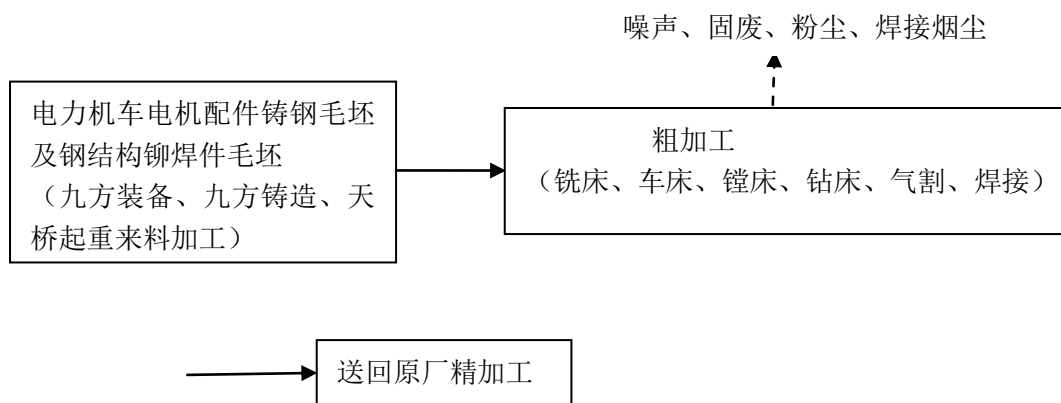 噪声、固废、粉尘、焊接烟尘
电力机车电机配件铸钢毛坯
及钢结构铆焊件毛坯
（九方装备、九方铸造、天
桥起重来料加工）
粗加工
（铣床、车床、镗床、钻床、气割、焊接）
送回原厂精加工